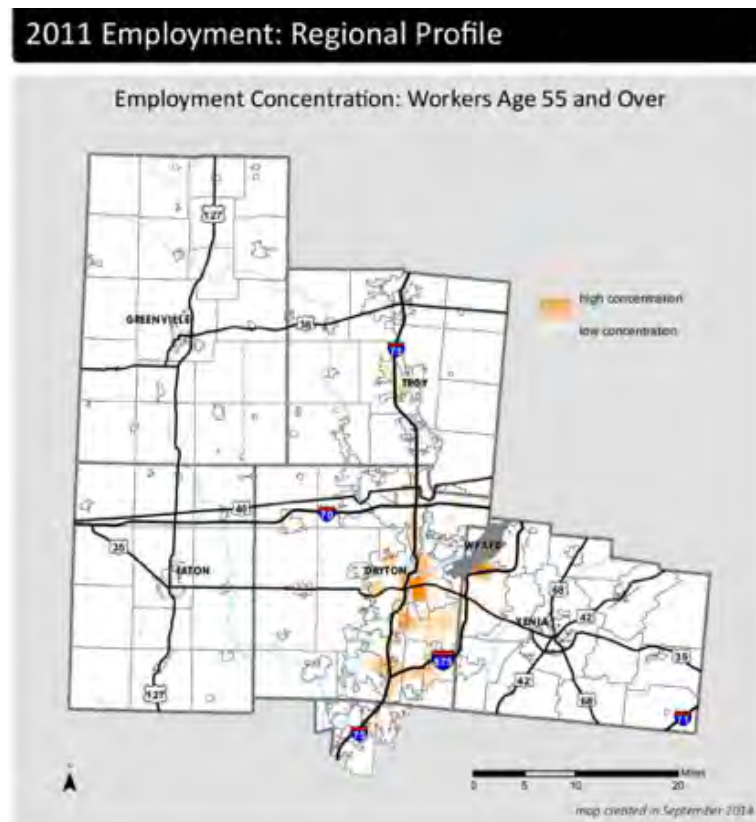 2011 Employment: Regional Profile
Employment Concentration: Workers Age 55 and Over
127
high concentration
GREENVILLE
36
low concentration
75
TROY
40
70
WPAFB
35
EATON
DAYTON
68
42
XENIA
35
675
42
127
68
71
75
0 5 10 20 Miles
map created in September 2014